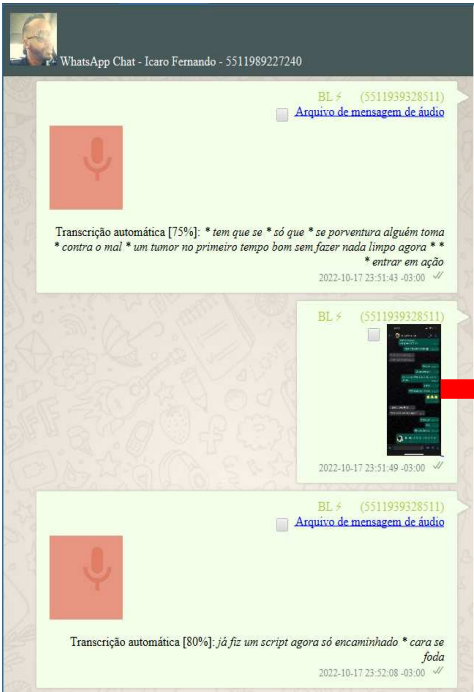 WhatsApp Chat - Icaro Fernando - 5511989227240
BL⚡ (5511939328511)
Arquivo de mensagem de áudio
Transcrição automática [75%]: * tem que se * só que * se porventura alguém toma
* contra o mal * um tumor no primeiro tempo bom sem fazer nada limpo agora * *
* entrar em ação
2022-10-17 23:51:43 -03:00
BL⚡ (5511939328511)
2022-10-17 23:51:49 -03:00
BL⚡ (5511939328511)
Arquivo de mensagem de áudio
Transcrição automática [80%]: já fiz um script agora só encaminhado * cara se
foda
2022-10-17 23:52:08 -03:00